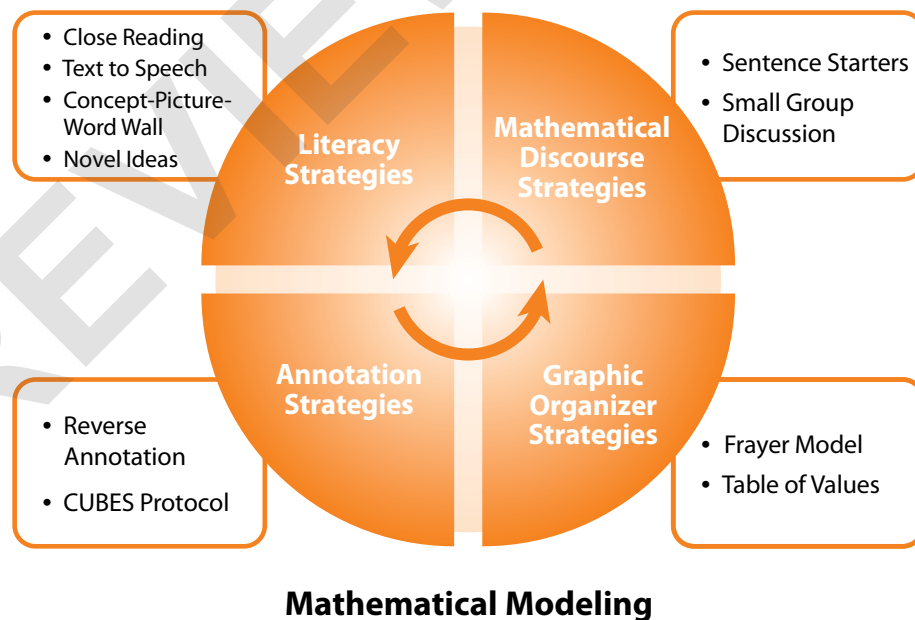 • Close Reading
• Text to Speech
• Concept-Picture-
Word Wall
• Novel Ideas
Literacy
Strategies
Mathematical
Discourse
Strategies
• Sentence Starters
• Small Group
Discussion
• Reverse
Annotation
• CUBES Protocol
Annotation
Strategies
Graphic
Organizer
Strategies
• Frayer Model
• Table of Values
Mathematical Modeling
REVIE